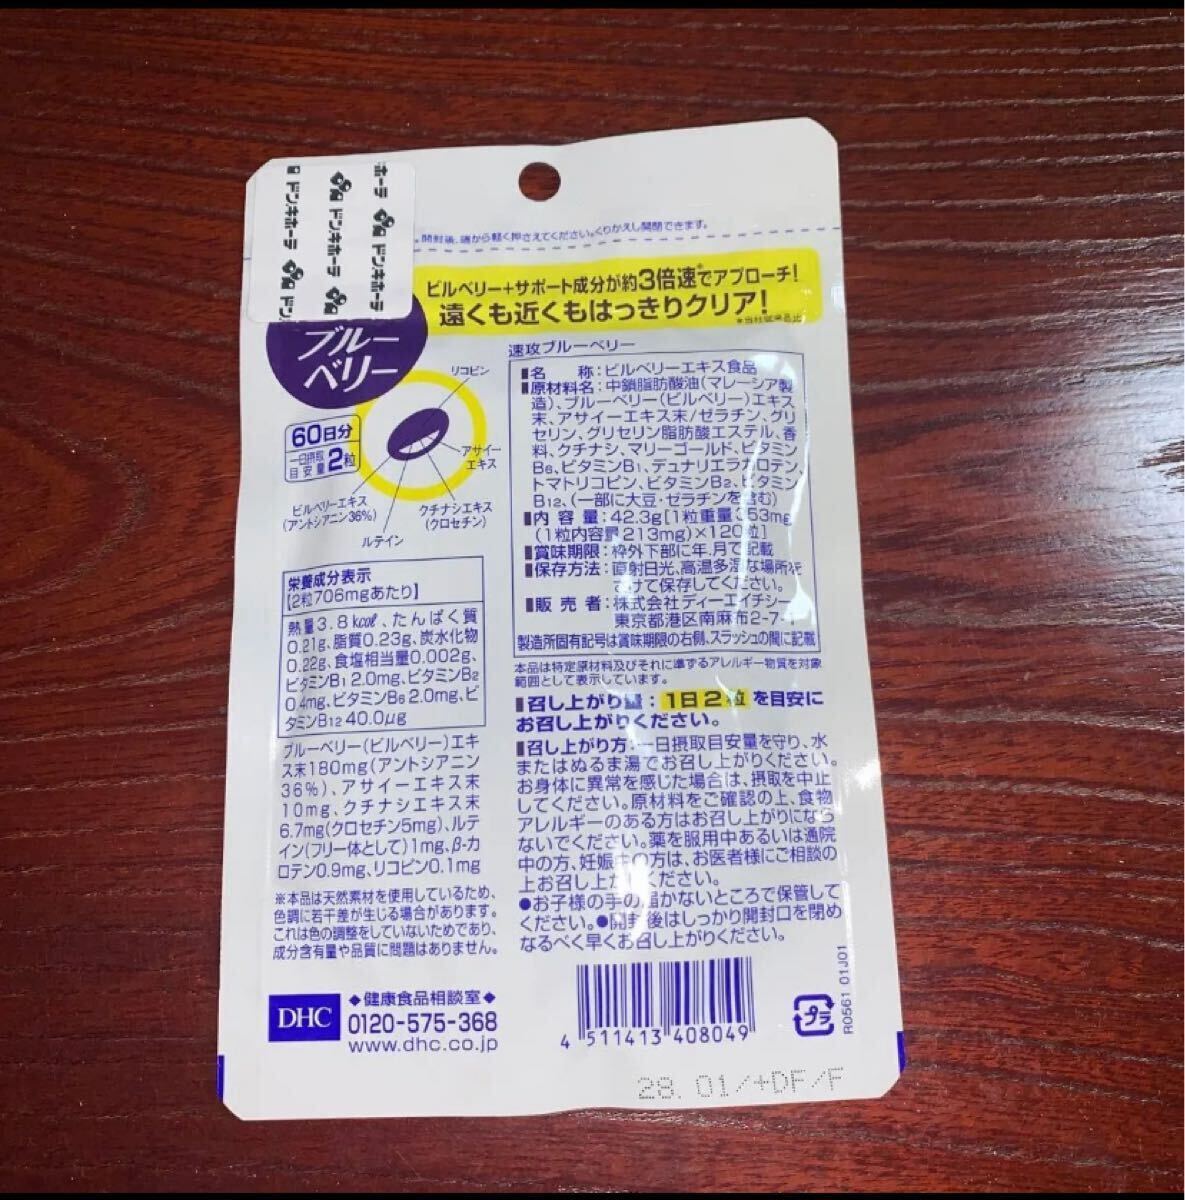 ドンキホーテ
ドンキホーテ
ドンキホーテ
開封後、端から軽く押さえてください。くりかえし開閉できます。
ビルベリー+サポート成分が約3倍速※でアプローチ!
遠くも近くもはっきりクリア!
ブルー
ベリー
60日分
一日摂取
目安量2粒
リコピン
アサイー
エキス
クチナシエキス
(クロセチン)
ルテイン
ビルベリーエキス
(アントシアニン36%)
栄養成分表示
【2粒706mgあたり】
熱量3.8kcal、たんぱく質
0.21g、脂質0.23g、炭水化物
0.22g、食塩相当量0.002g、
ビタミンB1 2.0mg、ビタミンB2
0.4mg、ビタミンB6 2.0mg、ビ
タミンB12 40.0μg
ブルーベリー(ビルベリー)エキ
ス末180mg(アントシアニン
36%)、アサイーエキス末
10mg、クチナシエキス末
6.7mg(クロセチン5mg)、ルテ
イン(フリー体として)1mg、β-カ
ロテン0.9mg、リコピン0.1mg
※本品は天然素材を使用しているため、
色調に若干差が生じる場合があります。
これは色の調整をしていないためであり、
成分含有量や品質に問題はありません。
DHC
◆健康食品相談室◆
0120-575-368
www.dhc.co.jp
速攻ブルーベリー
■名 称:ビルベリーエキス食品
■原材料名:中鎖脂肪酸油(マレーシア製
造)、ブルーベリー(ビルベリー)エキス
末、アサイーエキス末/ゼラチン、グリ
セリン、グリセリン脂肪酸エステル、香
料、クチナシ、マリーゴールド、ビタミン
B6、ビタミンB1、デュナリエラカロテン、
トマトリコピン、ビタミンB2、ビタミン
B12、(一部に大豆・ゼラチンを含む)
■内 容 量:42.3g[1粒重量353mg
(1粒内容量213mg)×120粒]
■賞味期限:枠外下部に年.月で記載
■保存方法:直射日光、高温多湿な場所を
さけて保存してください。
■販 売 者:株式会社ディーエイチシー
東京都港区南麻布2-7-1
製造所固有記号は賞味期限の右側、スラッシュの間に記載
本品は特定原材料及びそれに準ずるアレルギー物質を対象
範囲として表示しています。
■召し上がり量:1日2粒を目安に
お召し上がりください。
■召し上がり方:一日摂取目安量を守り、水
またはぬるま湯でお召し上がりください。
お身体に異常を感じた場合は、摂取を中止
してください。原材料をご確認の上、食物
アレルギーのある方はお召し上がりになら
ないでください。薬を服用中あるいは通院
中の方、妊娠中の方は、お医者様にご相談の
上お召し上がりください。
●お子様の手の届かないところで保管して
ください。●開封後はしっかり開封口を閉め
なるべく早くお召し上がりください。
4 511413 408049
プラ
R0561 01J01
28.01/+DF/F